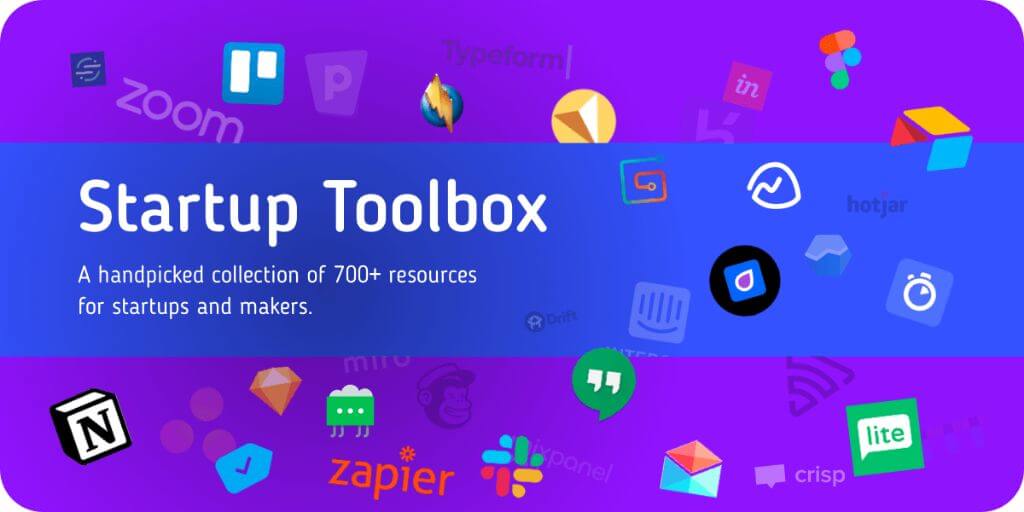 Typeform
zoom
in
Startup Toolbox
A handpicked collection of 700+ resources
for startups and makers.
hotjar
Drift
miro
N
zapier
lite
crisp